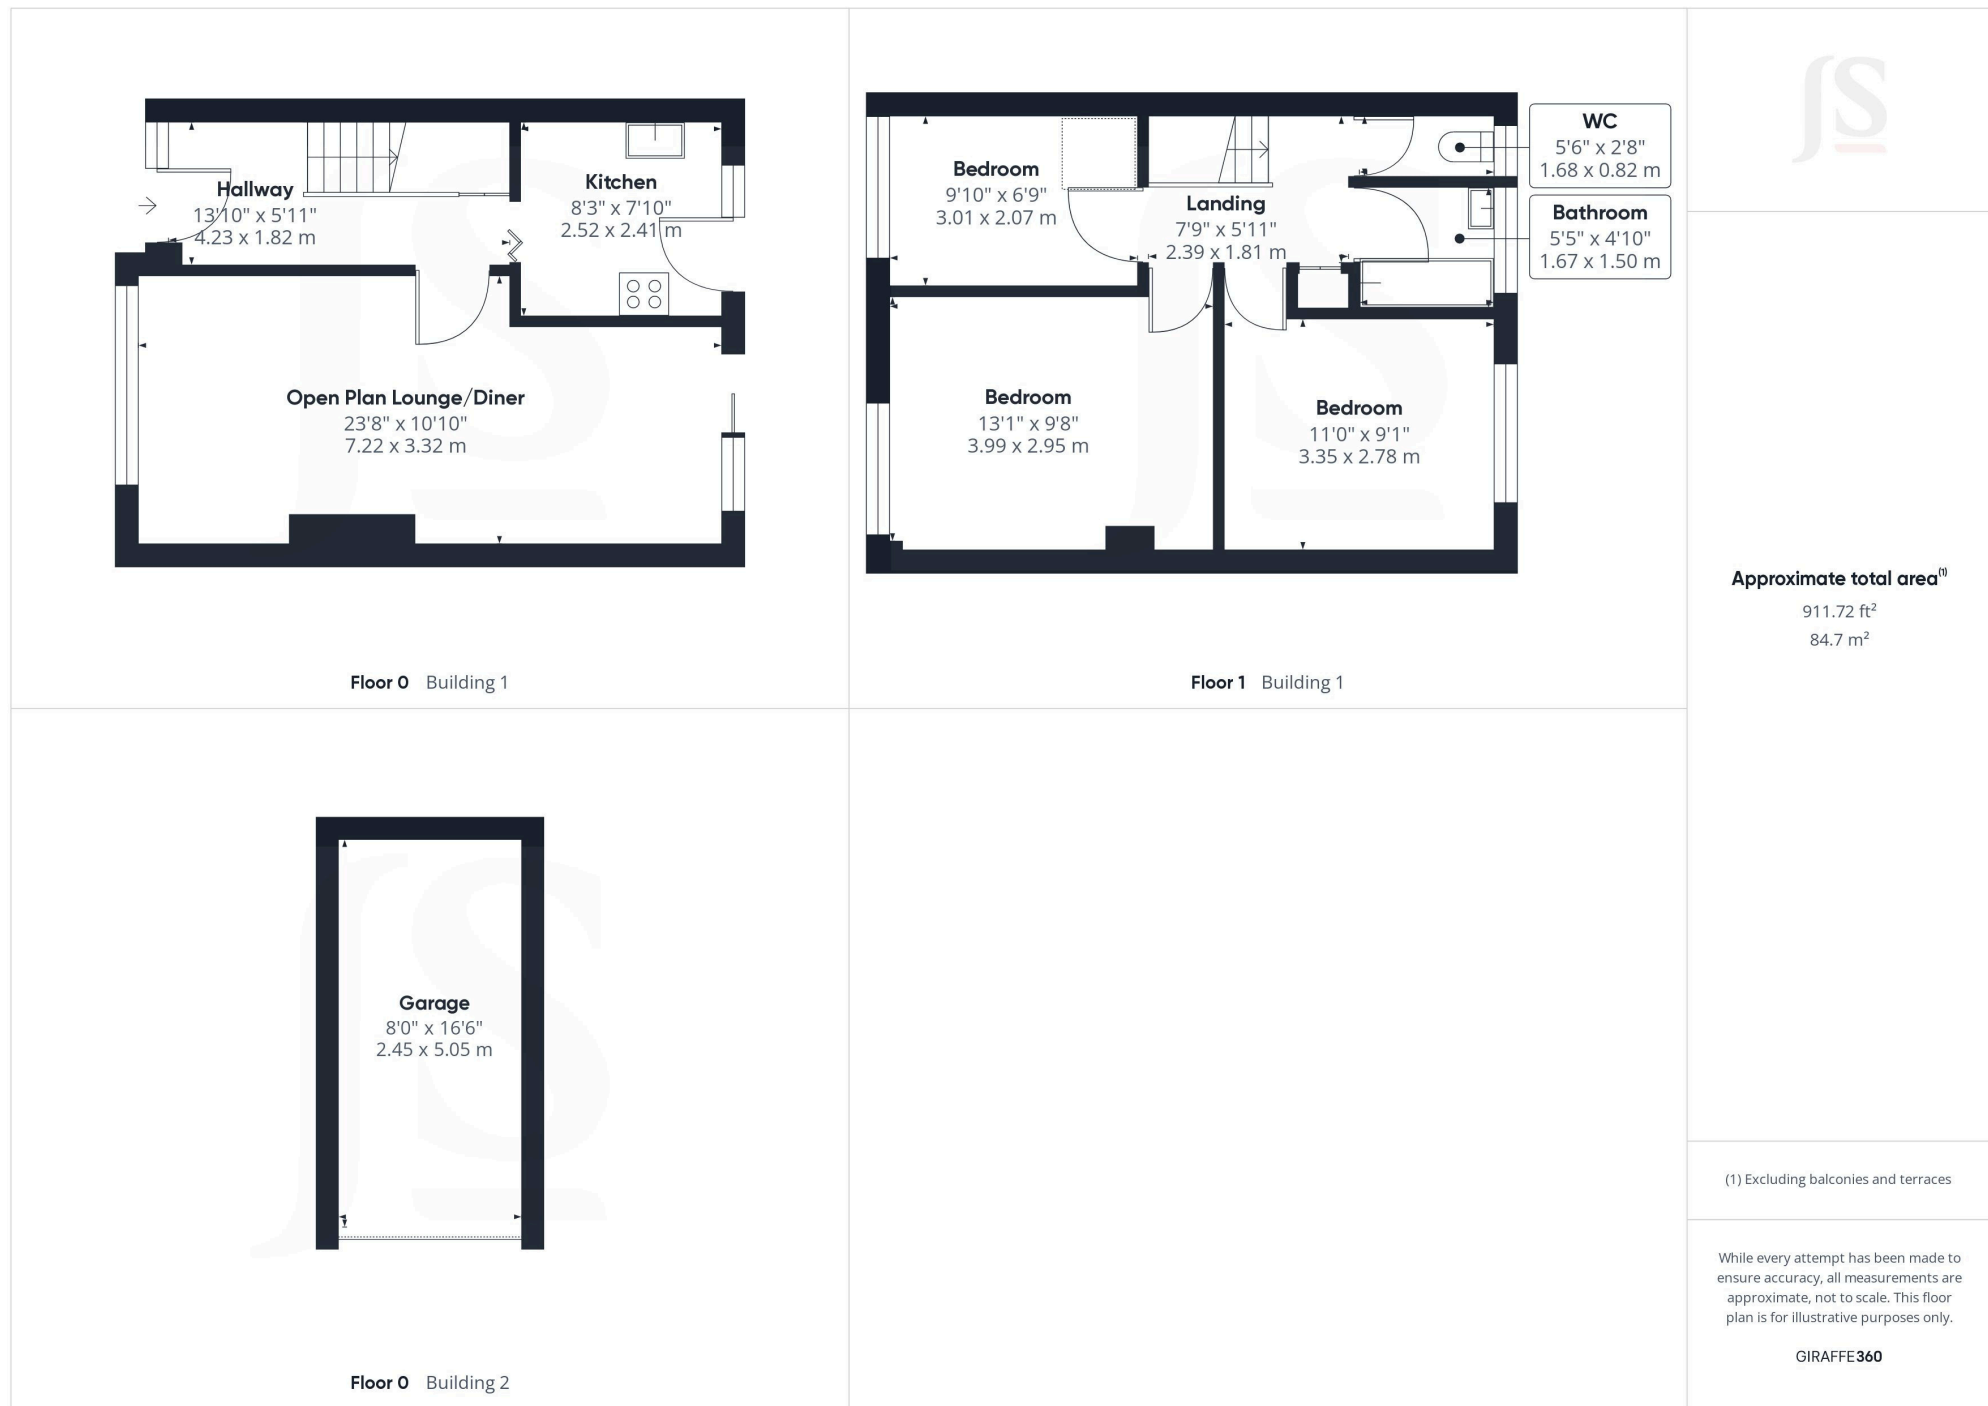 Hallway
13'10" x 5'11"
4.23 x 1.82 m
Kitchen
8'3" x 7'10"
2.52 x 2.41 m
Open Plan Lounge/Diner
23'8" x 10'10"
7.22 x 3.32 m
Floor 0 Building 1
Bedroom
9'10" x 6'9"
3.01 x 2.07 m
Landing
7'9" x 5'11"
2.39 x 1.81 m
WC
5'6" x 2'8"
1.68 x 0.82 m
Bathroom
5'5" x 4'10"
1.67 x 1.50 m
Bedroom
13'1" x 9'8"
3.99 x 2.95 m
Bedroom
11'0" x 9'1"
3.35 x 2.78 m
Floor 1 Building 1
Garage
8'0" x 16'6"
2.45 x 5.05 m
Floor 0 Building 2
JS
Approximate total area(1)
911.72 ft²
84.7 m²
(1) Excluding balconies and terraces
While every attempt has been made to
ensure accuracy, all measurements are
approximate, not to scale. This floor
plan is for illustrative purposes only.
GIRAFFE360